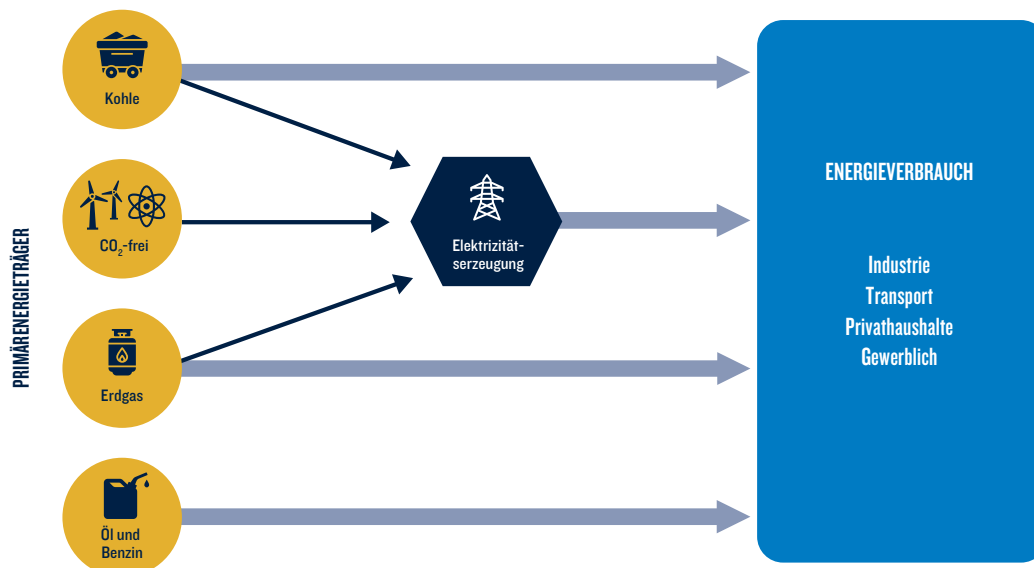 PRIMÄRENERGIETRÄGER
Kohle
CO₂-frei
Erdgas
Öl und
Benzin
Elektrizität-
serzeugung
ENERGIEVERBRAUCH
Industrie
Transport
Privathaushalte
Gewerblich